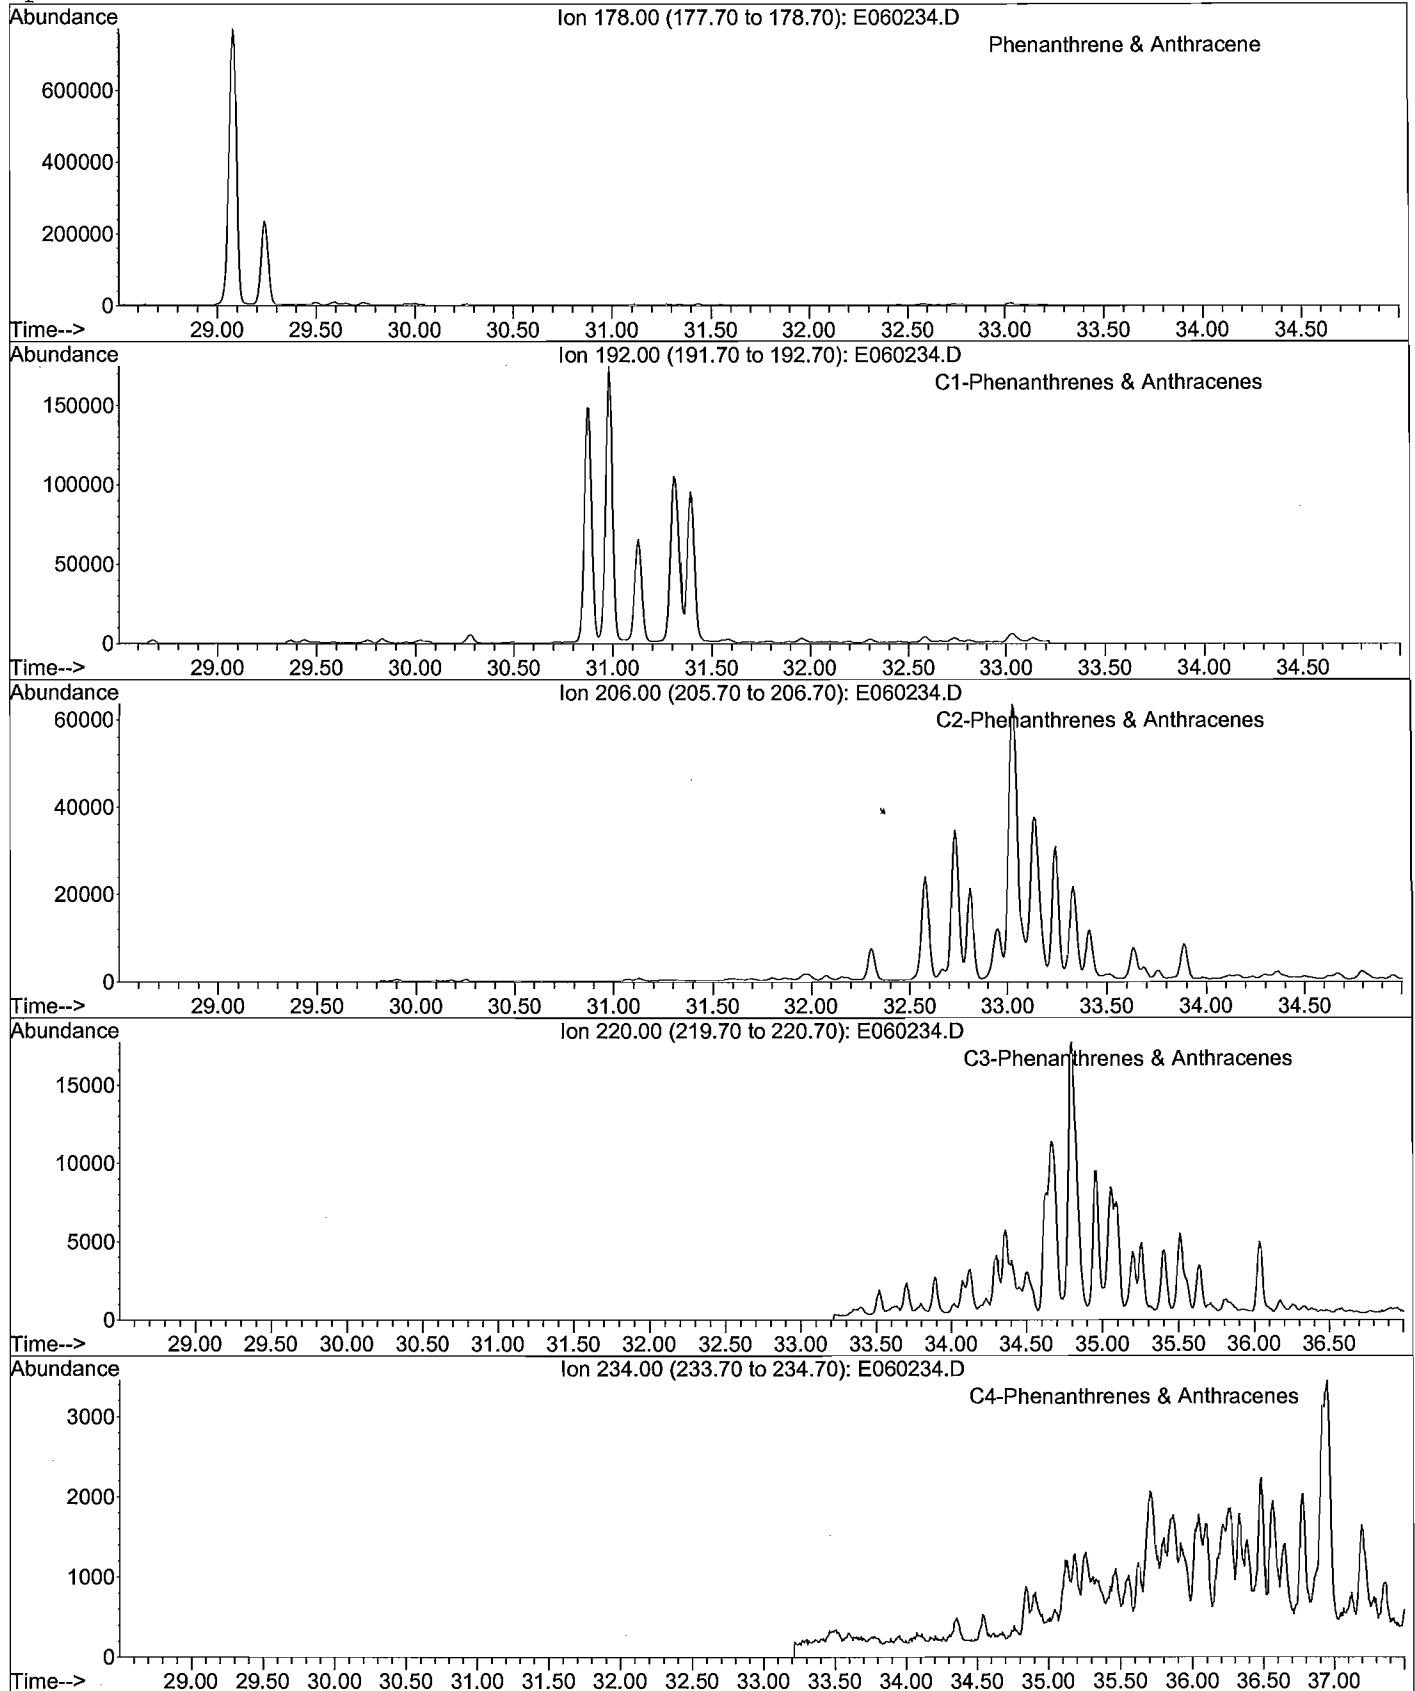 Abundance
Ion 178.00 (177.70 to 178.70): E060234.D
Phenanthrene & Anthracene
600000
400000
200000
0
Time-->
29.00 29.50 30.00 30.50 31.00 31.50 32.00 32.50 33.00 33.50 34.00 34.50
Abundance
Ion 192.00 (191.70 to 192.70): E060234.D
C1-Phenanthrenes & Anthracenes
150000
100000
50000
0
Time-->
29.00 29.50 30.00 30.50 31.00 31.50 32.00 32.50 33.00 33.50 34.00 34.50
Abundance
Ion 206.00 (205.70 to 206.70): E060234.D
C2-Phenanthrenes & Anthracenes
60000
40000
20000
0
Time-->
29.00 29.50 30.00 30.50 31.00 31.50 32.00 32.50 33.00 33.50 34.00 34.50
Abundance
Ion 220.00 (219.70 to 220.70): E060234.D
C3-Phenanthrenes & Anthracenes
15000
10000
5000
0
Time-->
29.00 29.50 30.00 30.50 31.00 31.50 32.00 32.50 33.00 33.50 34.00 34.50 35.00 35.50 36.00 36.50
Abundance
Ion 234.00 (233.70 to 234.70): E060234.D
C4-Phenanthrenes & Anthracenes
3000
2000
1000
0
Time-->
29.00 29.50 30.00 30.50 31.00 31.50 32.00 32.50 33.00 33.50 34.00 34.50 35.00 35.50 36.00 36.50 37.00